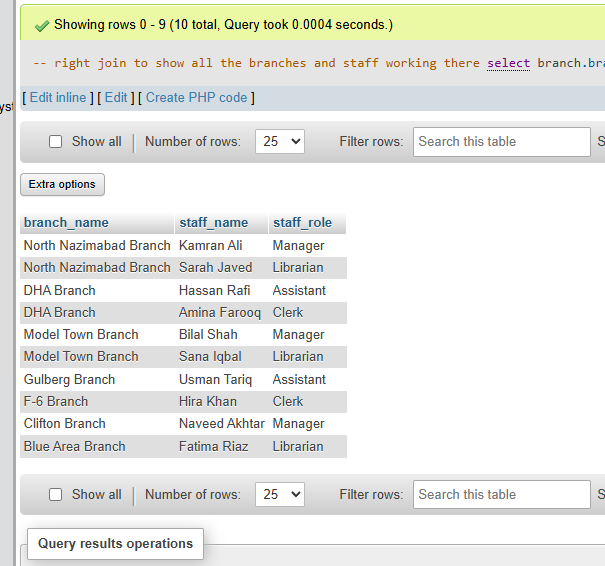 Showing rows 0 - 9 (10 total, Query took 0.0004 seconds.)
-- right join to show all the branches and staff working there select branch.bra
[ Edit inline ] [ Edit ] [ Create PHP code ]
Show all Number of rows: 25 Filter rows: Search this table S
Extra options
branch_name staff_name staff_role
North Nazimabad Branch Kamran Ali Manager
North Nazimabad Branch Sarah Javed Librarian
DHA Branch Hassan Rafi Assistant
DHA Branch Amina Farooq Clerk
Model Town Branch Bilal Shah Manager
Model Town Branch Sana Iqbal Librarian
Gulberg Branch Usman Tariq Assistant
F-6 Branch Hira Khan Clerk
Clifton Branch Naveed Akhtar Manager
Blue Area Branch Fatima Riaz Librarian
Show all Number of rows: 25 Filter rows: Search this table S
Query results operations